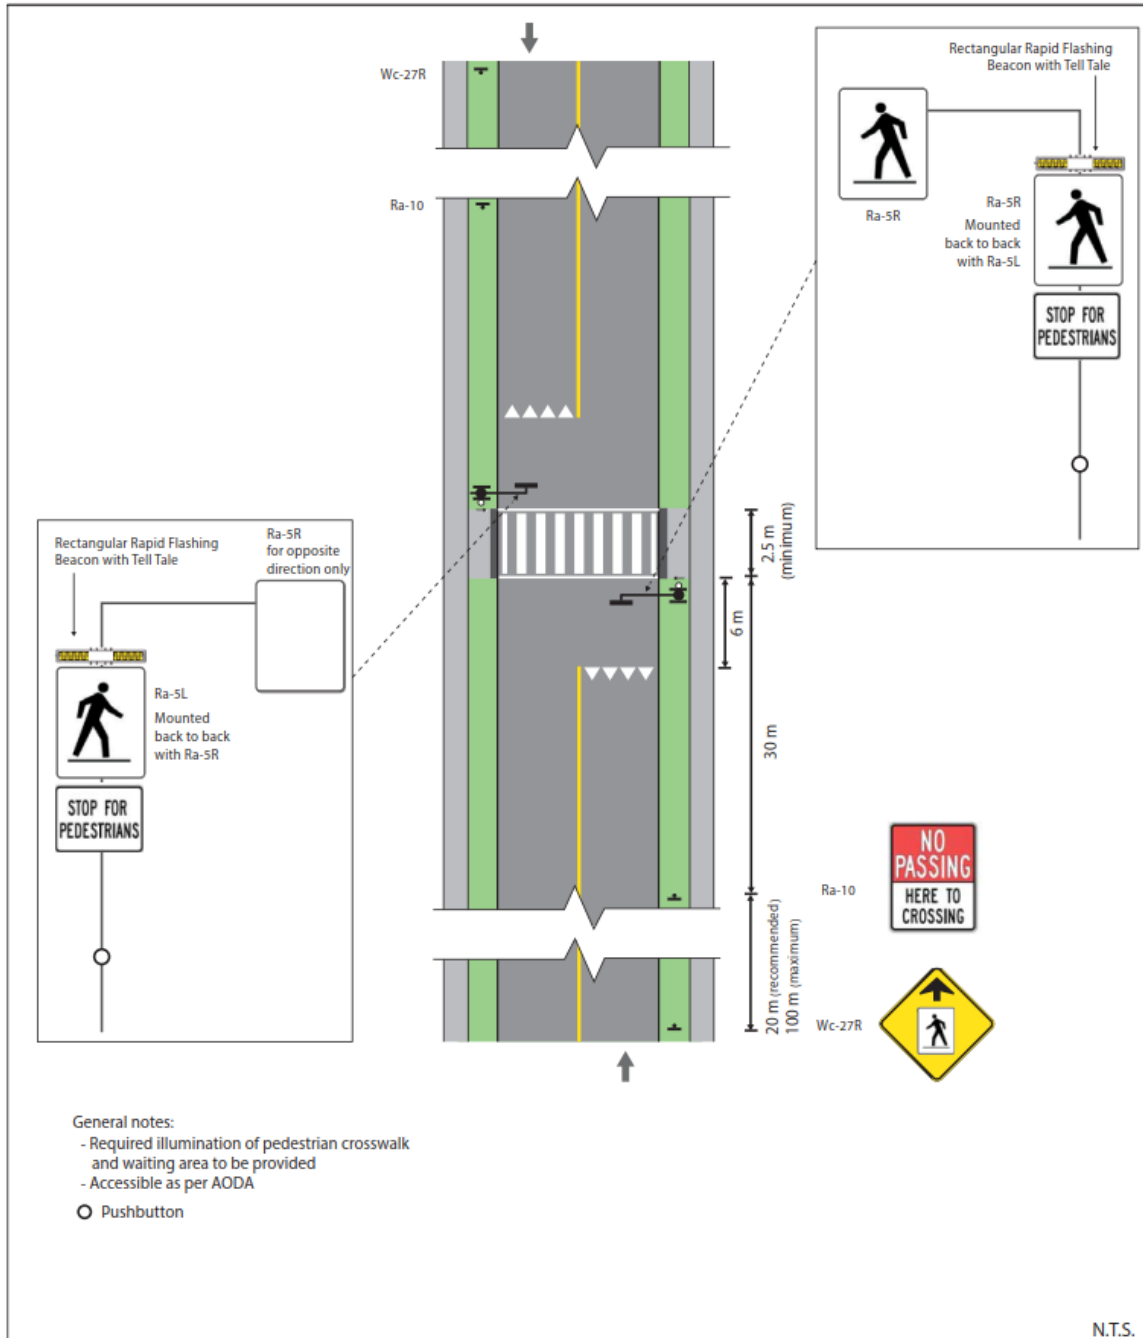 Wc-27R
Ra-10
Rectangular Rapid Flashing
Beacon with Tell Tale
Ra-5R
Ra-5R
Mounted
back to back
with Ra-5L
STOP FOR
PEDESTRIANS
Rectangular Rapid Flashing
Beacon with Tell Tale
Ra-5R
for opposite
direction only
Ra-5L
Mounted
back to back
with Ra-5R
STOP FOR
PEDESTRIANS
2.5 m
(minimum)
6 m
30 m
20 m (recommended)
100 m (maximum)
Ra-10
NO
PASSING
HERE TO
CROSSING
Wc-27R
General notes:
- Required illumination of pedestrian crosswalk
and waiting area to be provided
- Accessible as per AODA
Pushbutton
N.T.S.